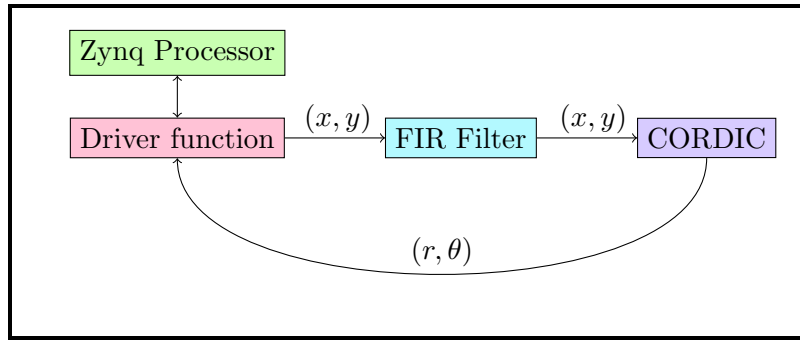 Zynq Processor
Driver function
(x, y)
FIR Filter
(x, y)
CORDIC
(r, θ)